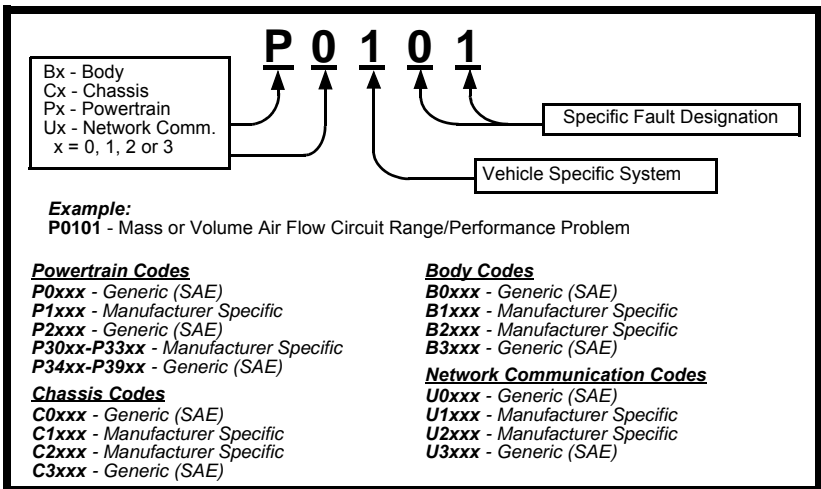 P 0 1 0 1
Bx - Body
Cx - Chassis
Px - Powertrain
Ux - Network Comm.
x = 0, 1, 2 or 3
Specific Fault Designation
Vehicle Specific System
Example:
P0101 - Mass or Volume Air Flow Circuit Range/Performance Problem
Powertrain Codes
P0xxx - Generic (SAE)
P1xxx - Manufacturer Specific
P2xxx - Generic (SAE)
P30xx-P33xx - Manufacturer Specific
P34xx-P39xx - Generic (SAE)
Chassis Codes
C0xxx - Generic (SAE)
C1xxx - Manufacturer Specific
C2xxx - Manufacturer Specific
C3xxx - Generic (SAE)
Body Codes
B0xxx - Generic (SAE)
B1xxx - Manufacturer Specific
B2xxx - Manufacturer Specific
B3xxx - Generic (SAE)
Network Communication Codes
U0xxx - Generic (SAE)
U1xxx - Manufacturer Specific
U2xxx - Manufacturer Specific
U3xxx - Generic (SAE)